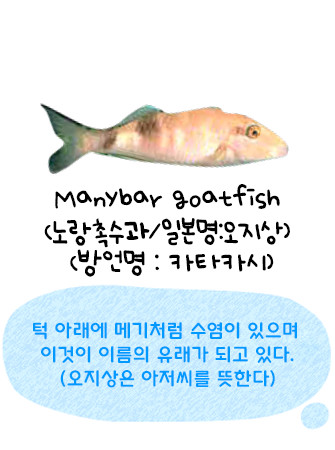 Manybar goatfish
(노랑촉수과/일본명:오지상)
(방언명 : 카타카시)
턱 아래에 메기처럼 수염이 있으며
이것이 이름의 유래가 되고 있다.
(오지상은 아저씨를 뜻한다)